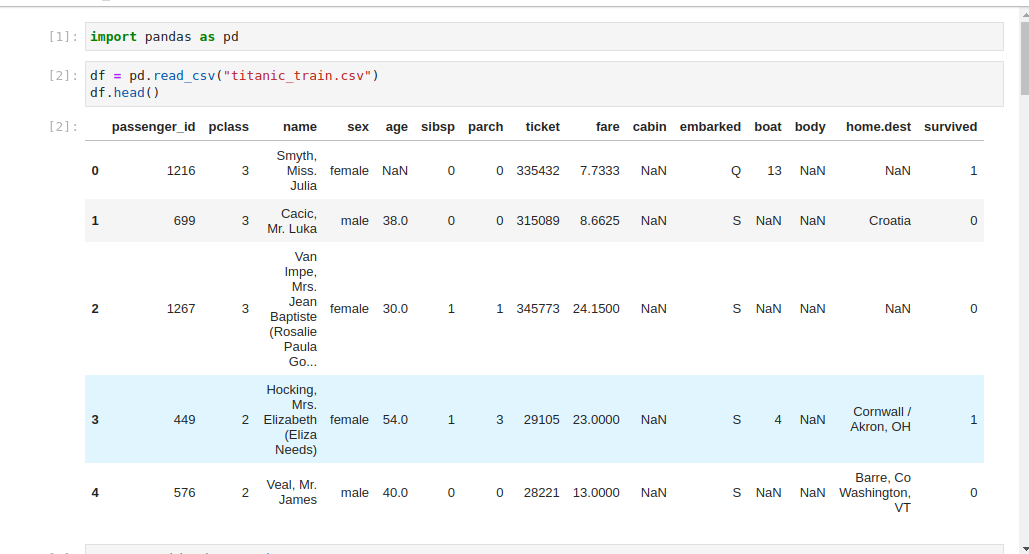 [1]: import pandas as pd
[2]: df = pd.read_csv("titanic_train.csv")
df.head()
[2]: passenger_id pclass name sex age sibsp parch ticket fare cabin embarked boat body home.dest survived
0 1216 3 Smyth, Miss. Julia female NaN 0 0 335432 7.7333 NaN Q 13 NaN NaN 1
1 699 3 Cacic, Mr. Luka male 38.0 0 0 315089 8.6625 NaN S NaN NaN Croatia 0
2 1267 3 Van Impe, Mrs. Jean Baptiste (Rosalie Paula Go... female 30.0 1 1 345773 24.1500 NaN S NaN NaN NaN 0
3 449 2 Hocking, Mrs. Elizabeth (Eliza Needs) female 54.0 1 3 29105 23.0000 NaN S 4 NaN Cornwall / Akron, OH 1
4 576 2 Veal, Mr. James male 40.0 0 0 28221 13.0000 NaN S NaN NaN Barre, Co Washington, VT 0